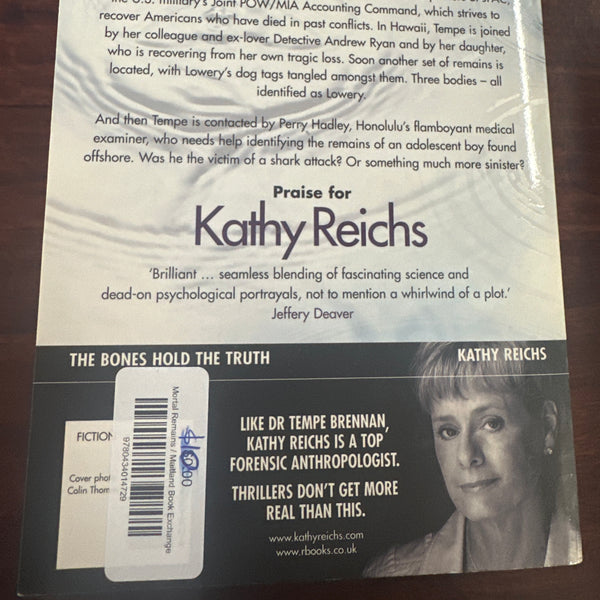 the U.S. military's Joint POW/MIA Accounting Command, which strives to
recover Americans who have died in past conflicts. In Hawaii, Tempe is joined
by her colleague and ex-lover Detective Andrew Ryan and by her daughter,
who is recovering from her own tragic loss. Soon another set of remains is
located, with Lowery's dog tags tangled amongst them. Three bodies – all
identified as Lowery.
And then Tempe is contacted by Perry Hadley, Honolulu's flamboyant medical
examiner, who needs help identifying the remains of an adolescent boy found
offshore. Was he the victim of a shark attack? Or something much more sinister?
Praise for
Kathy Reichs
'Brilliant ... seamless blending of fascinating science and
dead-on psychological portrayals, not to mention a whirlwind of a plot.'
Jeffery Deaver
THE BONES HOLD THE TRUTH
KATHY REICHS
FICTION
Cover phot
Colin Thom
Mortal Remains / Maitland Book Exchange
9780434014729
LIKE DR TEMPE BRENNAN,
KATHY REICHS IS A TOP
FORENSIC ANTHROPOLOGIST.
THRILLERS DON'T GET MORE
REAL THAN THIS.
www.kathyreichs.com
www.rbooks.co.uk